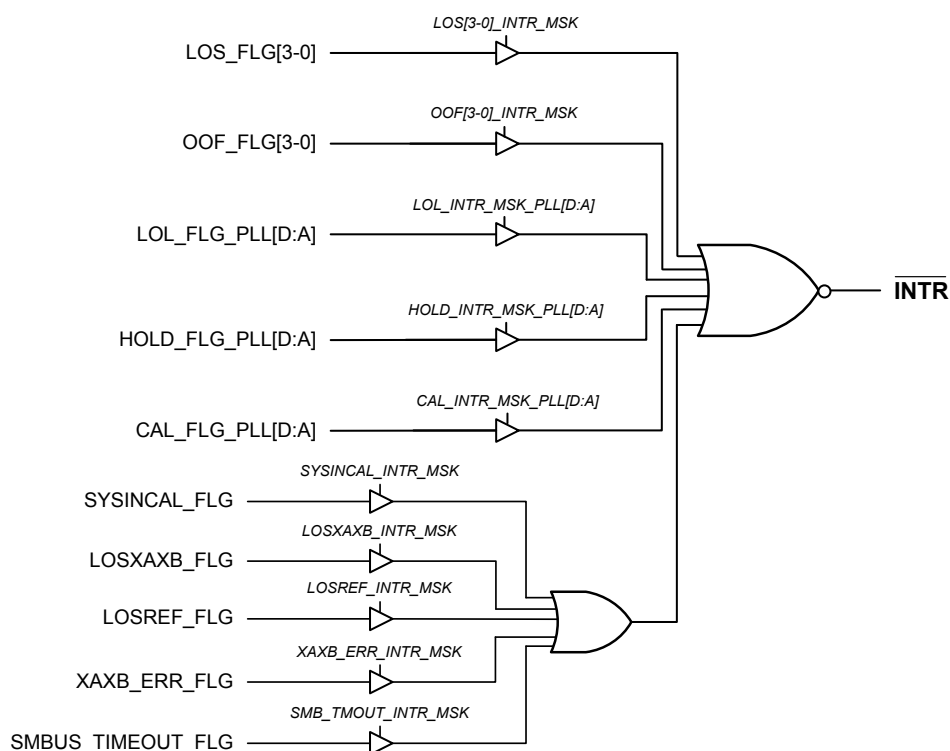 LOS[3-0]_INTR_MSK
LOS_FLG[3-0]
OOF[3-0]_INTR_MSK
OOF_FLG[3-0]
LOL_INTR_MSK_PLL[D:A]
LOL_FLG_PLL[D:A]
INTR
HOLD_INTR_MSK_PLL[D:A]
HOLD_FLG_PLL[D:A]
CAL_INTR_MSK_PLL[D:A]
CAL_FLG_PLL[D:A]
SYSINCAL_INTR_MSK
SYSINCAL_FLG
LOSXAXB_INTR_MSK
LOSXAXB_FLG
LOSREF_INTR_MSK
LOSREF_FLG
XAXB_ERR_INTR_MSK
XAXB_ERR_FLG
SMB_TMOUT_INTR_MSK
SMBUS_TIMEOUT_FLG